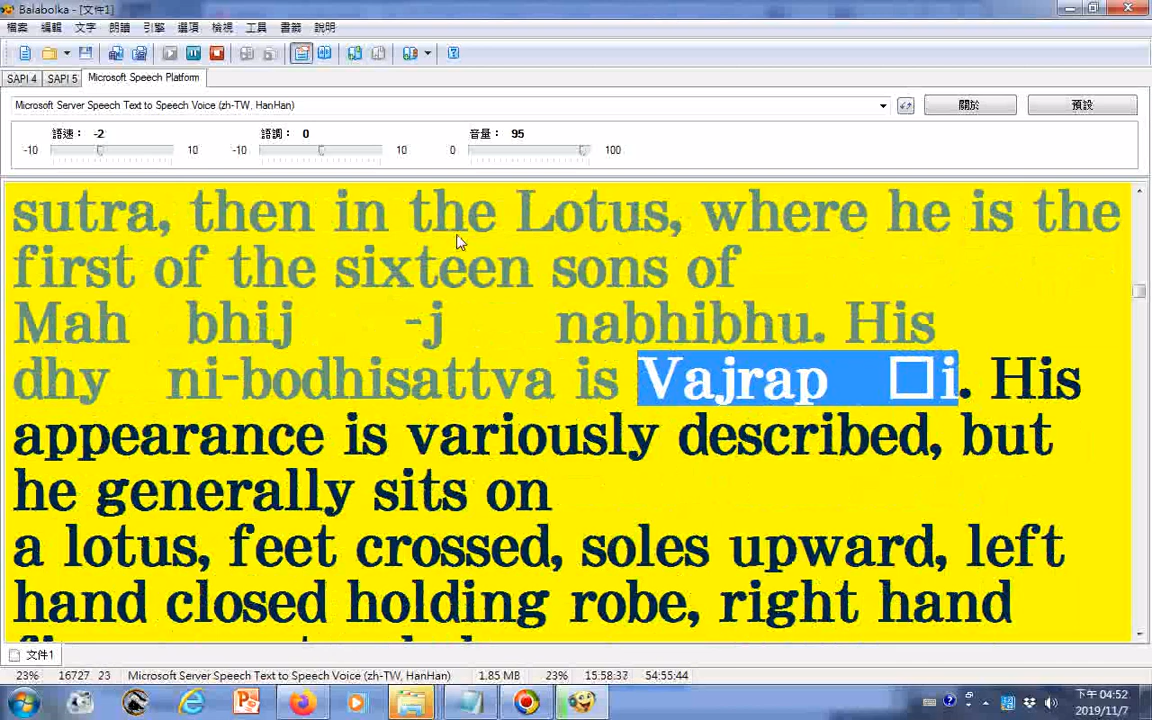 Balabolka - [文件1]
檔案 編輯 文字 朗讀 引擎 選項 檢視 工具 書籤 說明
SAPI 4 SAPI 5 Microsoft Speech Platform
Microsoft Server Speech Text to Speech Voice (zh-TW, HanHan) 關於 預設
語速： -2 語調： 0 音量： 95
-10 10 -10 10 0 100
sutra, then in the Lotus, where he is the
first of the sixteen sons of
Mah bhij -j nabhibhu. His
dhy ni-bodhisattva is Vajrap □i. His
appearance is variously described, but
he generally sits on
a lotus, feet crossed, soles upward, left
hand closed holding robe, right hand
文件1
23% 16727 23 Microsoft Server Speech Text to Speech Voice (zh-TW, HanHan) 1.85 MB 23% 15:58:37 54:55:44
下午 04:52
2019/11/7